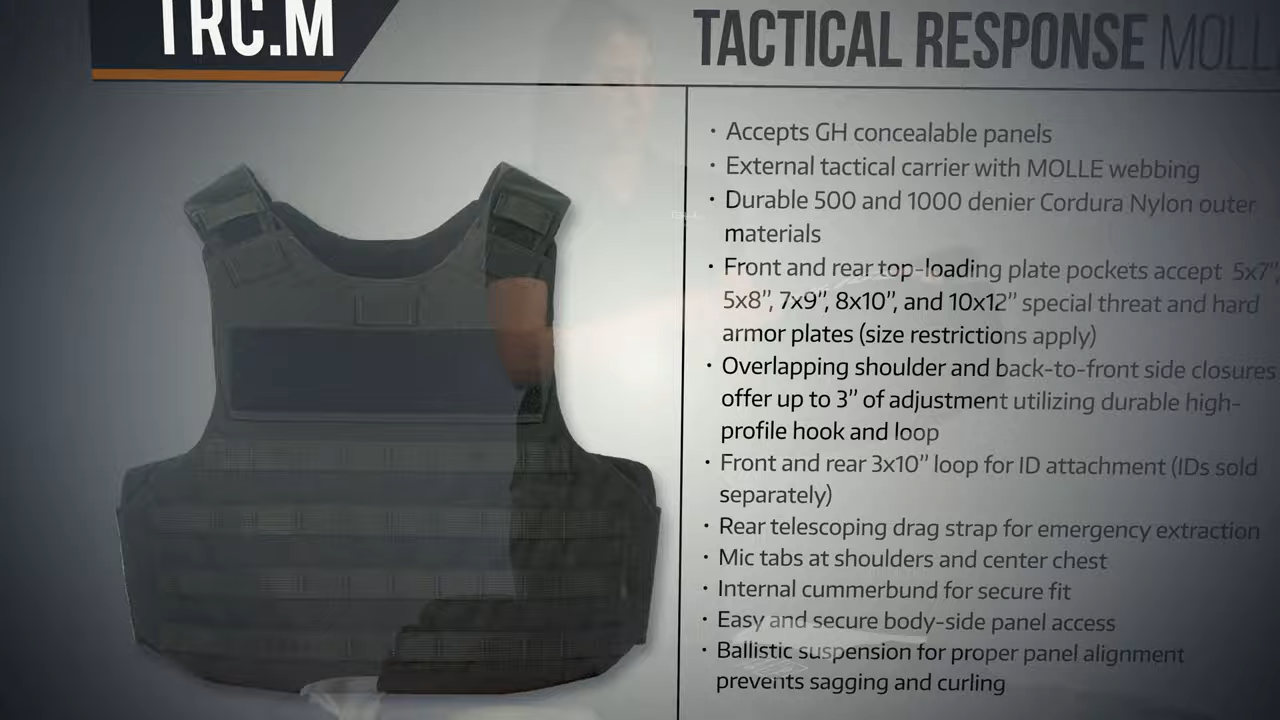 TRC.M
TACTICAL RESPONSE MOLL
• Accepts GH concealable panels
• External tactical carrier with MOLLE webbing
• Durable 500 and 1000 denier Cordura Nylon outer
materials
• Front and rear top-loading plate pockets accept 5x7”,
5x8”, 7x9”, 8x10”, and 10x12” special threat and hard
armor plates (size restrictions apply)
• Overlapping shoulder and back-to-front side closures
offer up to 3” of adjustment utilizing durable high-
profile hook and loop
• Front and rear 3x10” loop for ID attachment (IDs sold
separately)
• Rear telescoping drag strap for emergency extraction
• Mic tabs at shoulders and center chest
• Internal cummerbund for secure fit
• Easy and secure body-side panel access
• Ballistic suspension for proper panel alignment
prevents sagging and curling